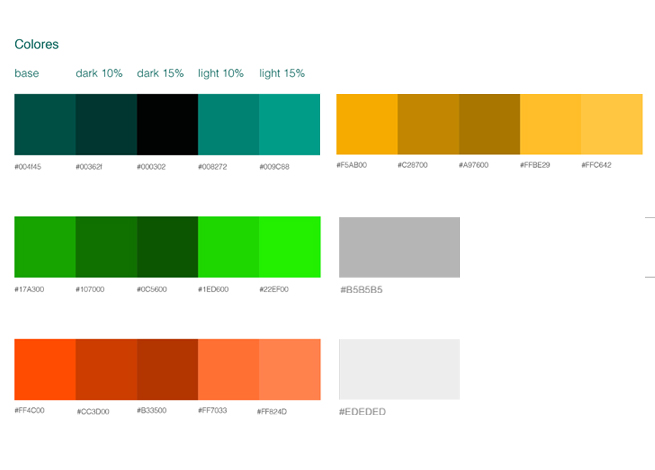 Colores
base dark 10% dark 15% light 10% light 15%
#004f45 #00362f #000302 #008272 #009C88
#F5AB00 #C28700 #A97600 #FFBE29 #FFC642
#17A300 #107000 #0C5600 #1ED600 #22EF00
#B5B5B5
#FF4C00 #CC3D00 #B33500 #FF7033 #FF824D
#EDEDED